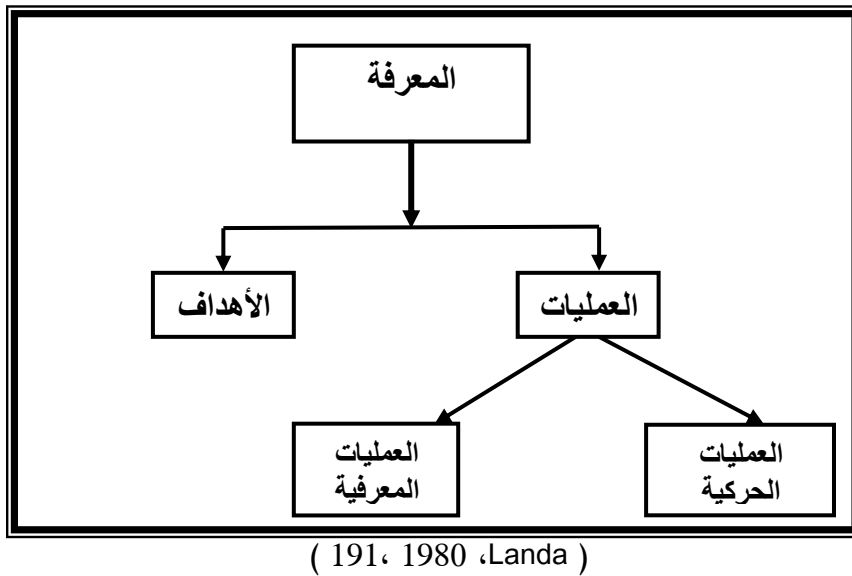 المعرفة
العمليات
الأهداف
العمليات
الحركية
العمليات
المعرفية
( Landa، 1980 ،191 )